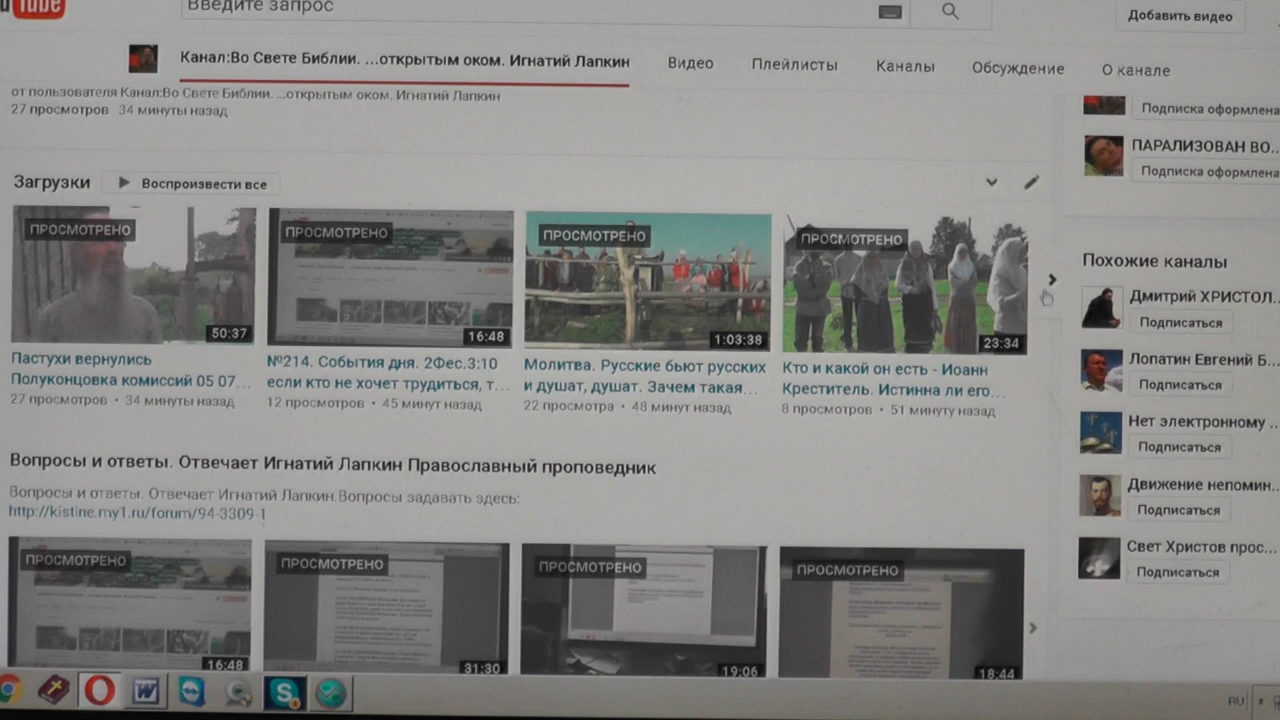 Tube
Введите запрос
Добавить видео
Канал:Во Свете Библии. ...открытым оком. Игнатий Лапкин
Видео
Плейлисты
Каналы
Обсуждение
О канале
от пользователя Канал:Во Свете Библии. ...открытым оком. Игнатий Лапкин
27 просмотров 34 минуты назад
Подписка оформлена
ПАРАЛИЗОВАН ВО...
Подписка оформлена
Загрузки
Воспроизвести все
ПРОСМОТРЕНО
50:37
Пастухи вернулись
Полуконцовка комиссий 05 07...
27 просмотров • 34 минуты назад
ПРОСМОТРЕНО
16:48
№214. События дня. 2Фес.3:10
если кто не хочет трудиться, т...
12 просмотров • 45 минут назад
ПРОСМОТРЕНО
1:03:38
Молитва. Русские бьют русских
и душат, душат. Зачем такая...
22 просмотра • 48 минут назад
ПРОСМОТРЕНО
23:34
Кто и какой он есть - Иоанн
Креститель. Истинна ли его...
8 просмотров • 51 минуту назад
Похожие каналы
Дмитрий ХРИСТОЛ...
Подписаться
Лопатин Евгений Б...
Подписаться
Нет электронному ...
Подписаться
Движение непомин...
Подписаться
Свет Христов прос...
Подписаться
Вопросы и ответы. Отвечает Игнатий Лапкин Православный проповедник
Вопросы и ответы. Отвечает Игнатий Лапкин.Вопросы задавать здесь:
http://kistine.my1.ru/forum/94-3309-1
ПРОСМОТРЕНО
16:48
ПРОСМОТРЕНО
31:30
ПРОСМОТРЕНО
19:06
ПРОСМОТРЕНО
18:44
RU